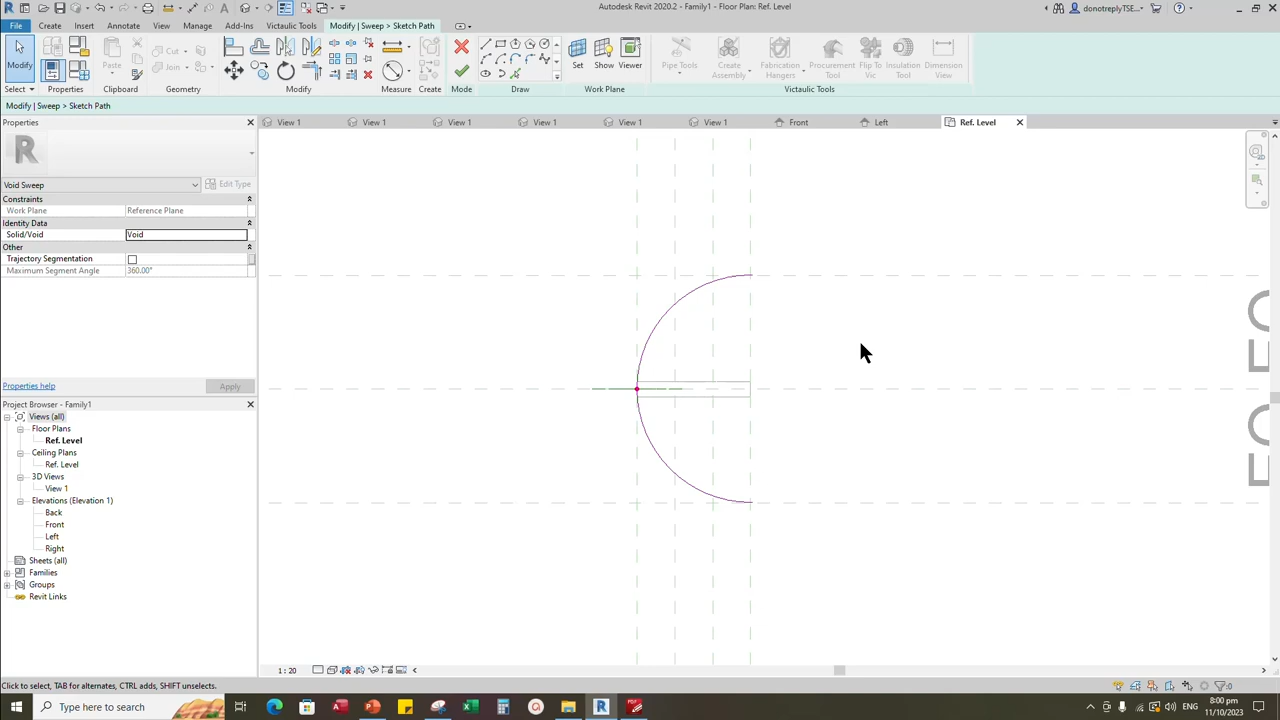 Autodesk Revit 2020.2 - Family1 - Floor Plan: Ref. Level
donotreplyTSE...
File
Create
Insert
Annotate
View
Manage
Add-Ins
Victaulic Tools
Modify | Sweep > Sketch Path
Modify
Paste
Cut
Join
Set
Show
Viewer
Pipe Tools
Create Assembly
Fabrication Hangers
Procurement Tool
Flip To Vic
Insulation Tool
Dimension View
Select
Properties
Clipboard
Geometry
Modify
Measure
Create
Mode
Draw
Work Plane
Victaulic Tools
Modify | Sweep > Sketch Path
Properties
View 1
View 1
View 1
View 1
View 1
View 1
Front
Left
Ref. Level
Void Sweep
Edit Type
Constraints
Work Plane
Reference Plane
Identity Data
Solid/Void
Void
Other
Trajectory Segmentation
Maximum Segment Angle
360.00°
Properties help
Apply
Project Browser - Family1
Views (all)
Floor Plans
Ref. Level
Ceiling Plans
Ref. Level
3D Views
View 1
Elevations (Elevation 1)
Back
Front
Left
Right
Sheets (all)
Families
Groups
Revit Links
1 : 20
Click to select, TAB for alternates, CTRL adds, SHIFT unselects.
:0
Type here to search
8:00 pm
11/10/2023